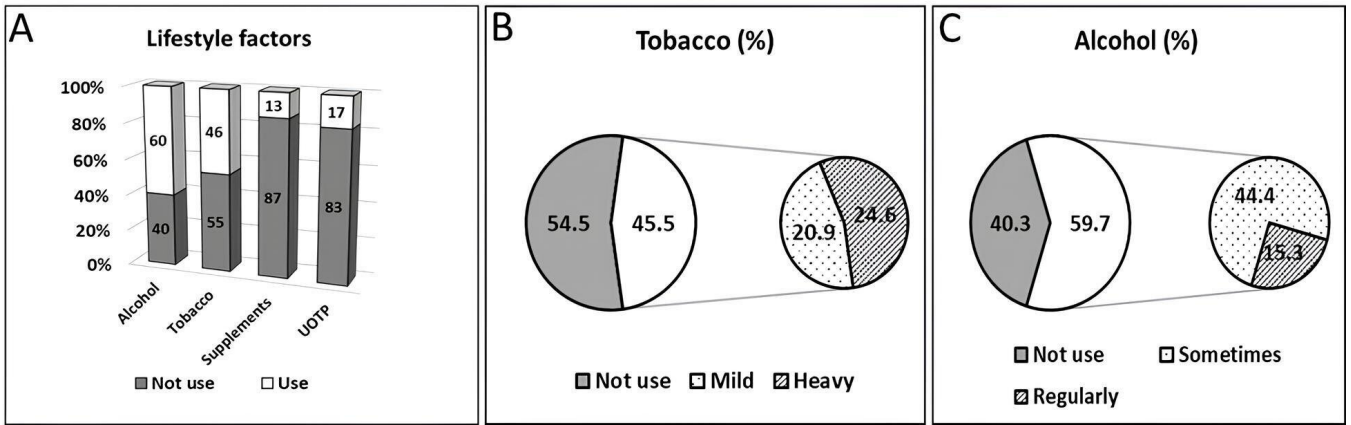 A
Lifestyle factors
100%
80%
60%
40%
20%
0%
60
46
13
17
40
55
87
83
Alcohol
Tobacco
Supplements
UOTP
Not use
Use
B
Tobacco (%)
54.5
45.5
20.9
24.6
Not use
Mild
Heavy
C
Alcohol (%)
40.3
59.7
44.4
15.3
Not use
Sometimes
Regularly